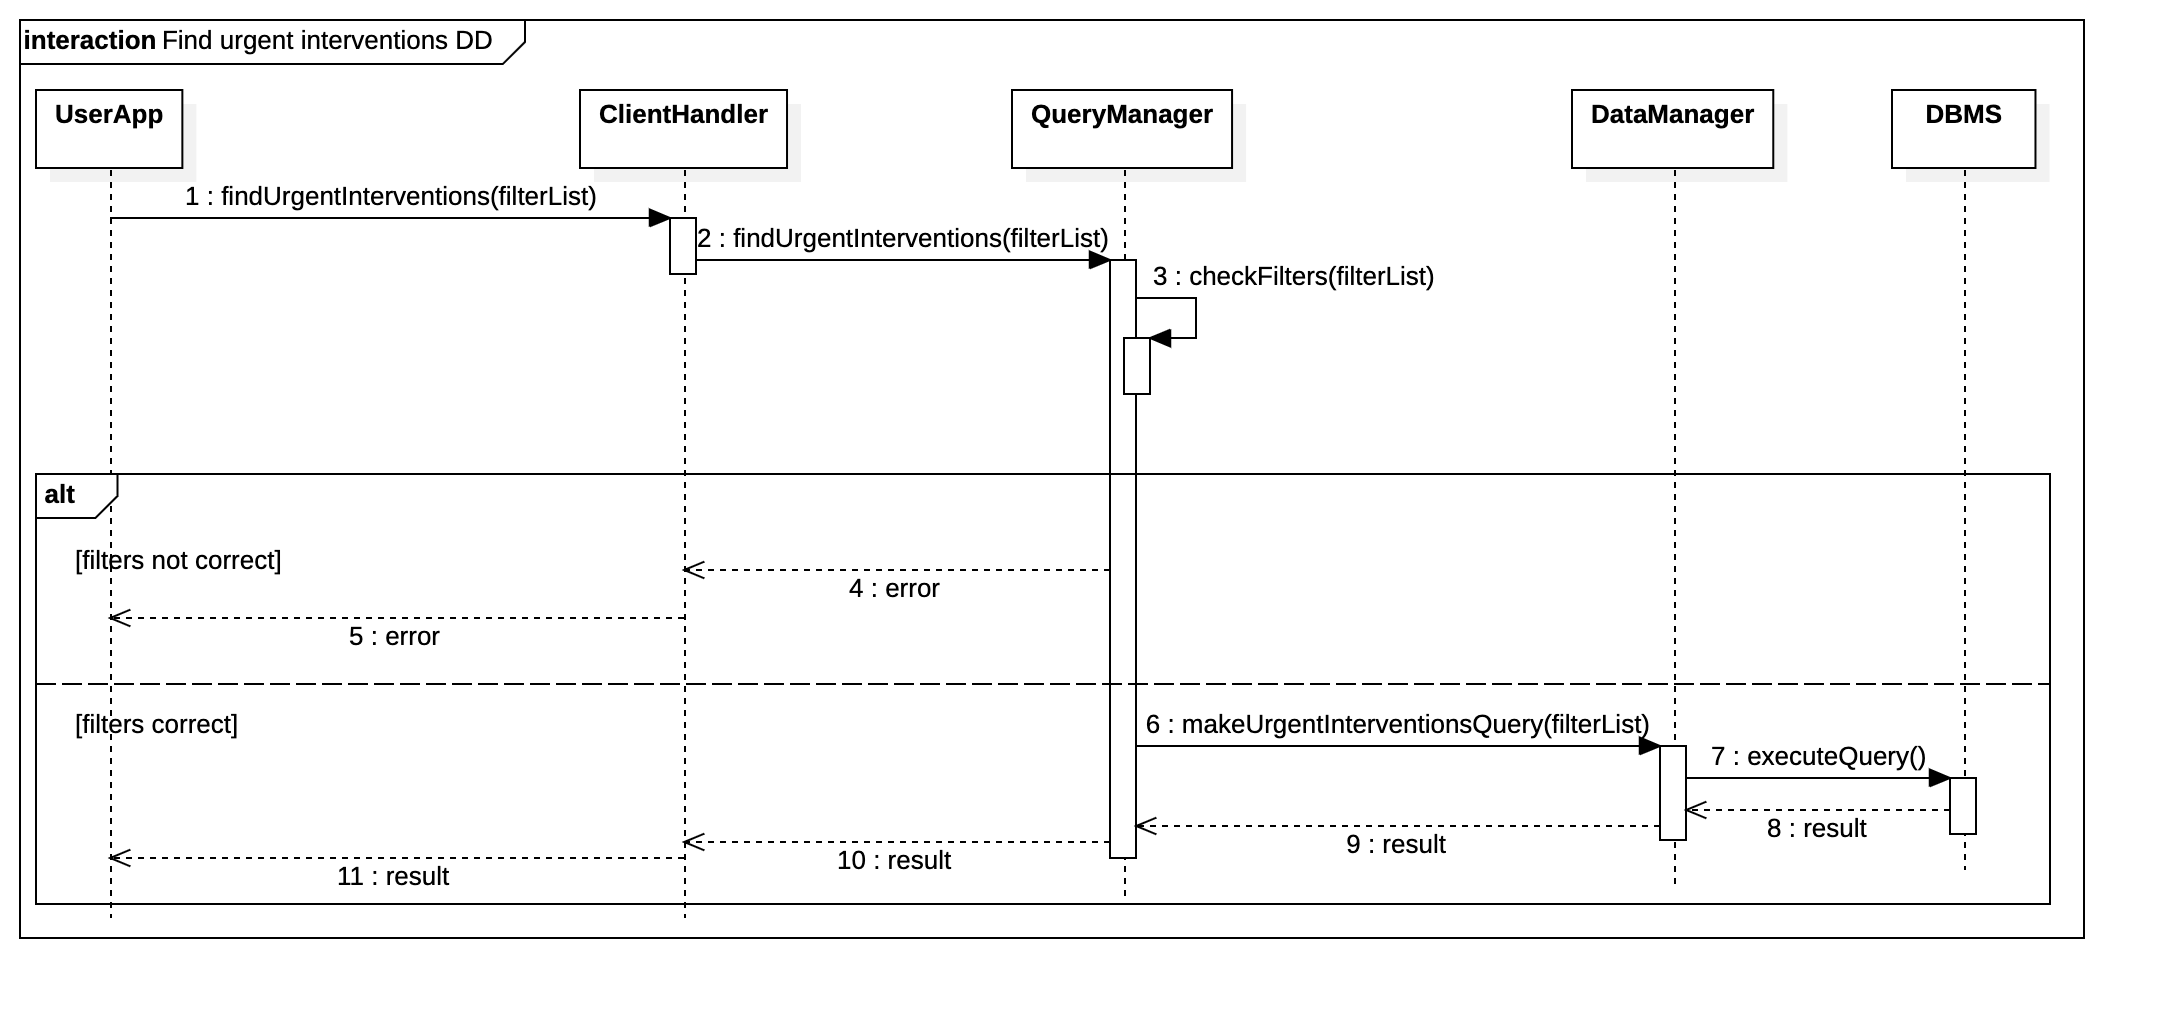 interaction Find urgent interventions DD
UserApp
ClientHandler
QueryManager
DataManager
DBMS
1 : findUrgentInterventions(filterList)
2 : findUrgentInterventions(filterList)
3 : checkFilters(filterList)
alt
[filters not correct]
4 : error
5 : error
[filters correct]
6 : makeUrgentInterventionsQuery(filterList)
7 : executeQuery()
8 : result
9 : result
10 : result
11 : result